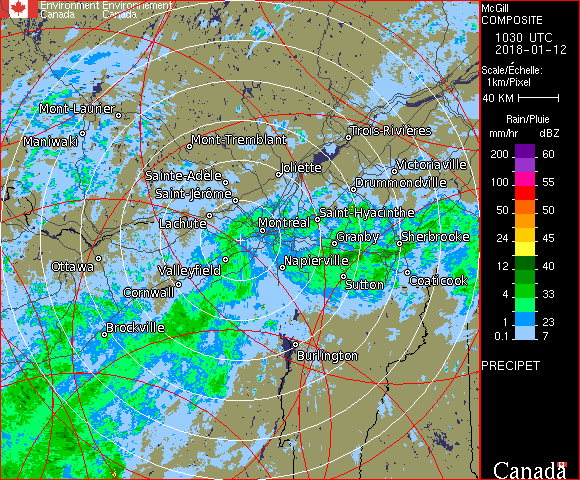 Environment Environnement
Canada Canada
McGill
COMPOSITE
1030 UTC
2018-01-12
Scale/Échelle:
1km/Pixel
40 KM
Rain/Pluie
mm/hr dBZ
200 60
100 55
50 50
24 45
12 40
4 33
1 23
0.1 7
PRECIPET
Canada
Mont-Laurier
Maniwaki
Mont-Tremblant
Trois-Rivières
Sainte-Adèle
Joliette
Victoriaville
Saint-Jérôme
Drummondville
Lachute
Montréal
Saint-Hyacinthe
Granby
Sherbrooke
Ottawa
Valleyfield
Napierville
Cornwall
Sutton
Coaticook
Brockville
Burlington